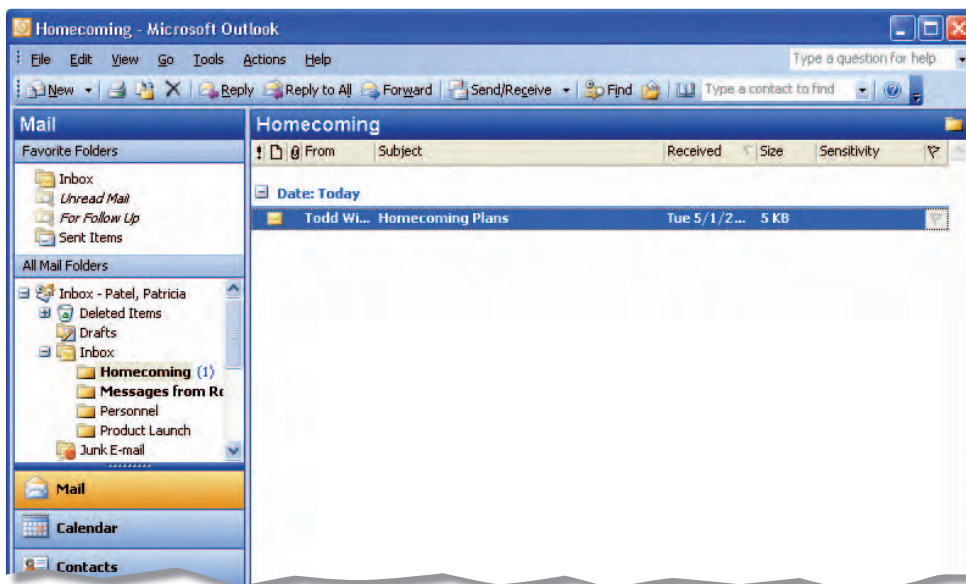 Homecoming - Microsoft Outlook
File Edit View Go Tools Actions Help Type a question for help
New Reply Reply to All Forward Send/Receive Find Type a contact to find
Mail
Favorite Folders
Inbox
Unread Mail
For Follow Up
Sent Items
All Mail Folders
Inbox - Patel, Patricia
Deleted Items
Drafts
Inbox
Homecoming (1)
Messages from
Personnel
Product Launch
Junk E-mail
Mail
Calendar
Contacts
Homecoming
From Subject Received Size Sensitivity
Date: Today
Todd Wi... Homecoming Plans Tue 5/1/2... 5 KB